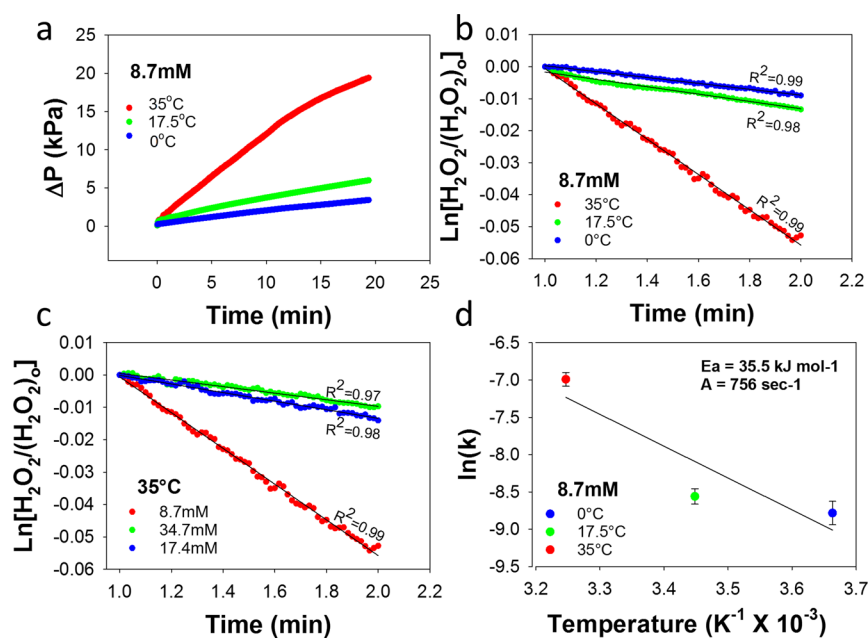 a
8.7mM
35°C
17.5°C
0°C
25
20
15
10
5
0
ΔP (kPa)
-5 0 5 10 15 20 25
Time (min)
b
0.01
0.00
-0.01
-0.02
-0.03
-0.04
-0.05
-0.06
Ln[H₂O₂/(H₂O₂)ₒ]
R²=0.99
R²=0.98
R²=0.99
8.7mM
35°C
17.5°C
0°C
1.0 1.2 1.4 1.6 1.8 2.0 2.2
Time (min)
c
0.01
0.00
-0.01
-0.02
-0.03
-0.04
-0.05
-0.06
Ln[H₂O₂/(H₂O₂)ₒ]
R²=0.97
R²=0.98
R²=0.99
35°C
8.7mM
34.7mM
17.4mM
1.0 1.2 1.4 1.6 1.8 2.0 2.2
Time (min)
d
-6.5
-7.0
-7.5
-8.0
-8.5
-9.0
-9.5
ln(k)
Ea = 35.5 kJ mol-1
A = 756 sec-1
8.7mM
0°C
17.5°C
35°C
3.2 3.3 3.4 3.5 3.6 3.7
Temperature (K⁻¹ X 10⁻³)